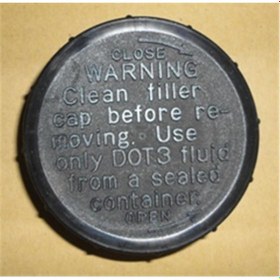 CLOSE
WARNING
Clean filler
cap before re-
moving. Use
only DOT3 fluid
from a sealed
container
OPEN